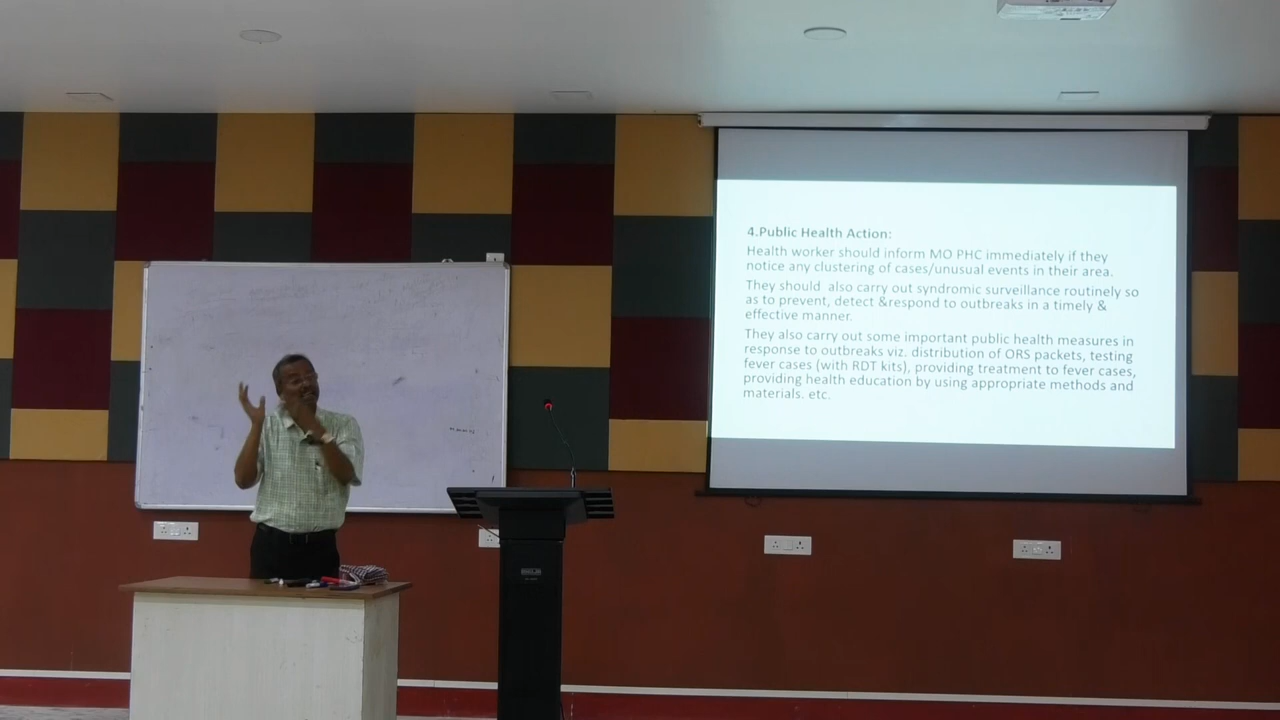 4.Public Health Action:
Health worker should inform MO PHC immediately if they
notice any clustering of cases/unusual events in their area.
They should also carry out syndromic surveillance routinely so
as to prevent, detect &respond to outbreaks in a timely &
effective manner.
They also carry out some important public health measures in
response to outbreaks viz. distribution of ORS packets, testing
fever cases (with RDT kits), providing treatment to fever cases,
providing health education by using appropriate methods and
materials. etc.